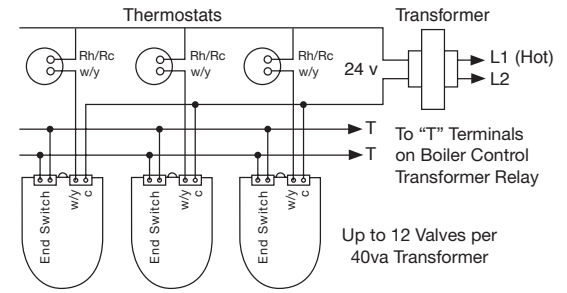 Thermostats
Transformer
Rh/Rc
w/y
Rh/Rc
w/y
Rh/Rc
w/y
24 v
L1 (Hot)
L2
T
T
To “T” Terminals
on Boiler Control
Transformer Relay
End Switch
w/y
c
End Switch
w/y
c
End Switch
w/y
c
Up to 12 Valves per
40va Transformer